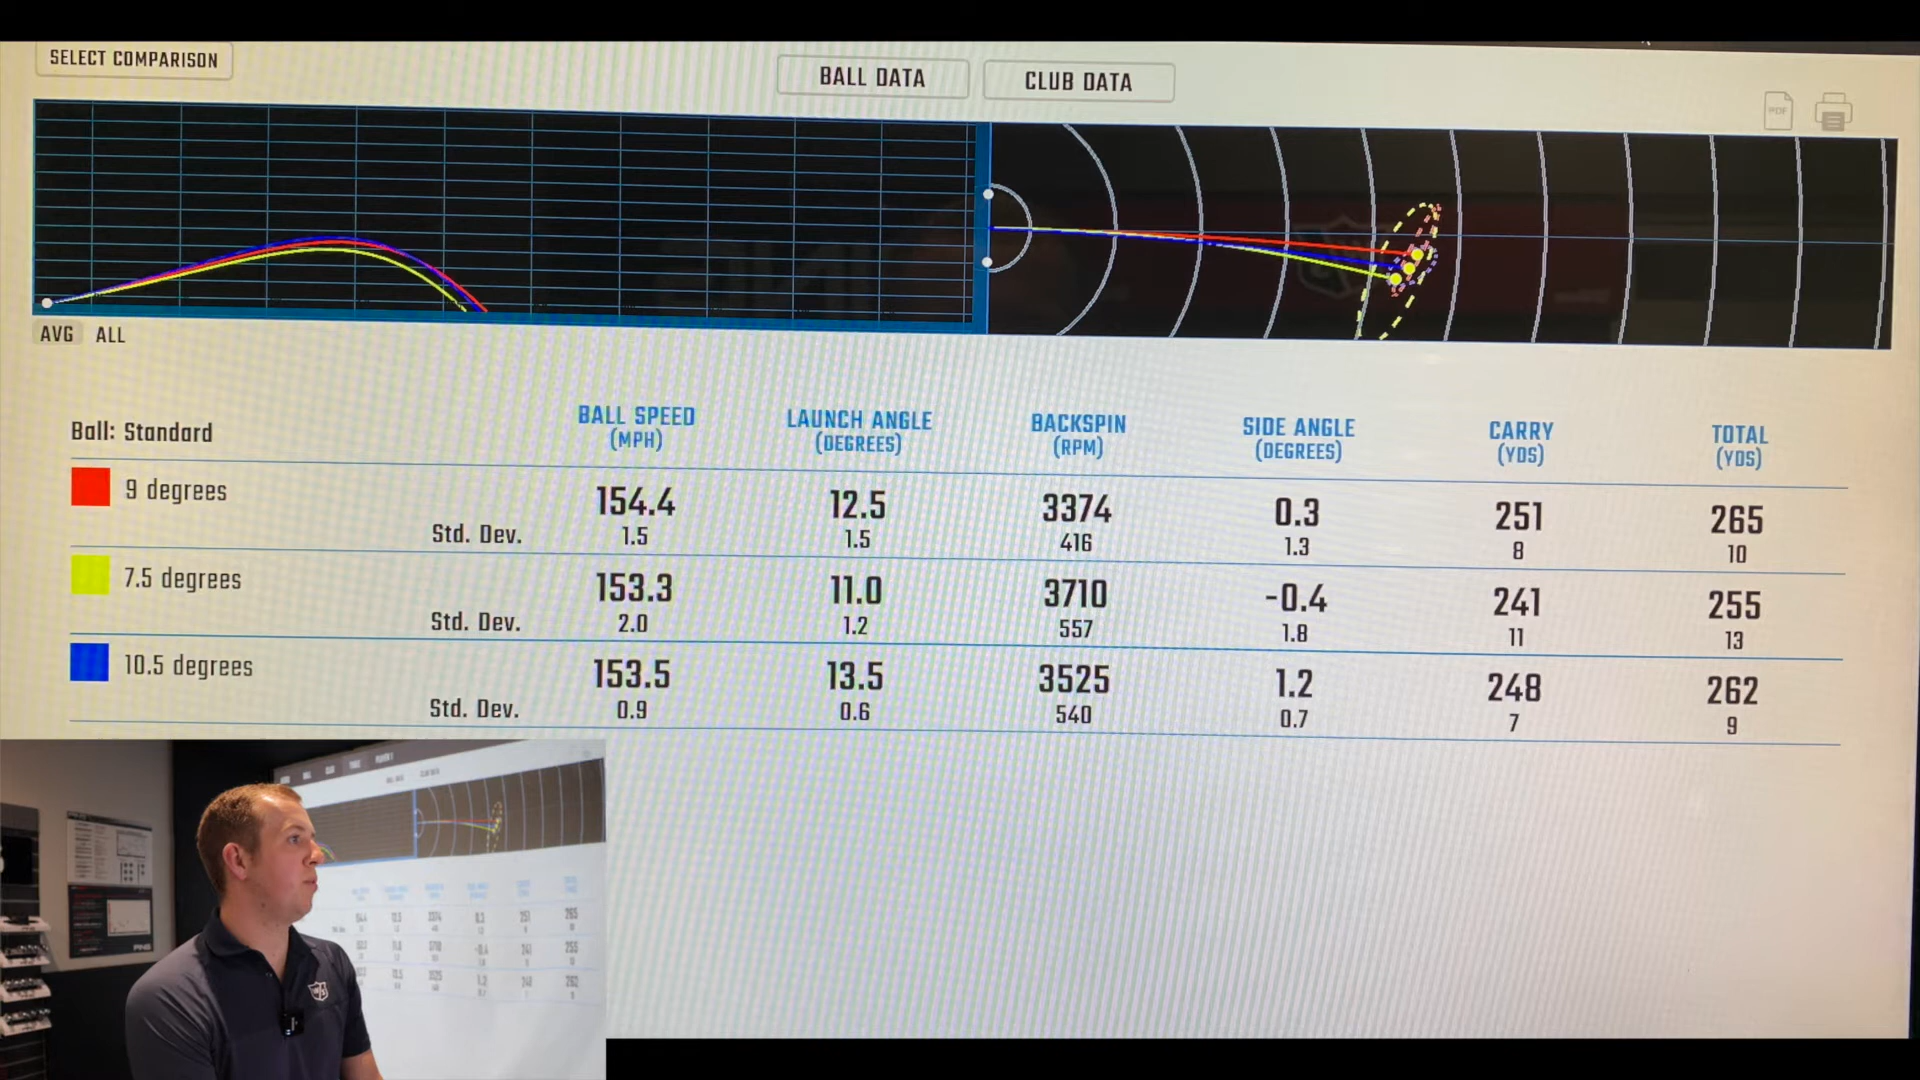 SELECT COMPARISON
BALL DATA
CLUB DATA
PDF
AVG ALL
Ball: Standard
BALL SPEED (MPH)
LAUNCH ANGLE (DEGREES)
BACKSPIN (RPM)
SIDE ANGLE (DEGREES)
CARRY (YDS)
TOTAL (YDS)
9 degrees 154.4 12.5 3374 0.3 251 265
Std. Dev. 1.5 1.5 416 1.3 8 10
7.5 degrees 153.3 11.0 3710 -0.4 241 255
Std. Dev. 2.0 1.2 557 1.8 11 13
10.5 degrees 153.5 13.5 3525 1.2 248 262
Std. Dev. 0.9 0.6 540 0.7 7 9
PING